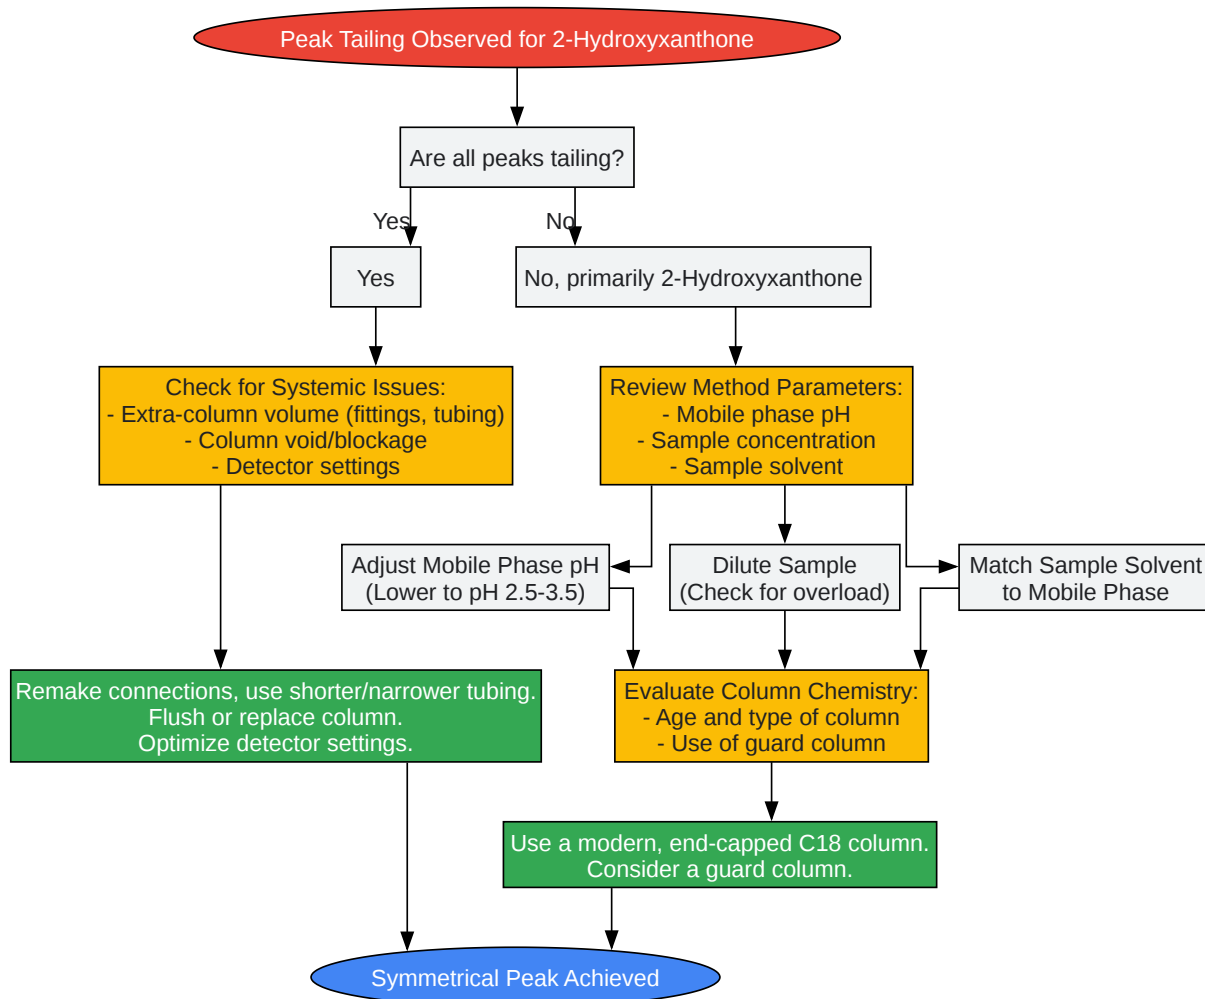 Peak Tailing Observed for 2-Hydroxyxanthone
Are all peaks tailing?
Yes
No
Yes
No, primarily 2-Hydroxyxanthone
Check for Systemic Issues:
- Extra-column volume (fittings, tubing)
- Column void/blockage
- Detector settings
Review Method Parameters:
- Mobile phase pH
- Sample concentration
- Sample solvent
Adjust Mobile Phase pH
(Lower to pH 2.5-3.5)
Dilute Sample
(Check for overload)
Match Sample Solvent
to Mobile Phase
Remake connections, use shorter/narrower tubing.
Flush or replace column.
Optimize detector settings.
Evaluate Column Chemistry:
- Age and type of column
- Use of guard column
Use a modern, end-capped C18 column.
Consider a guard column.
Symmetrical Peak Achieved